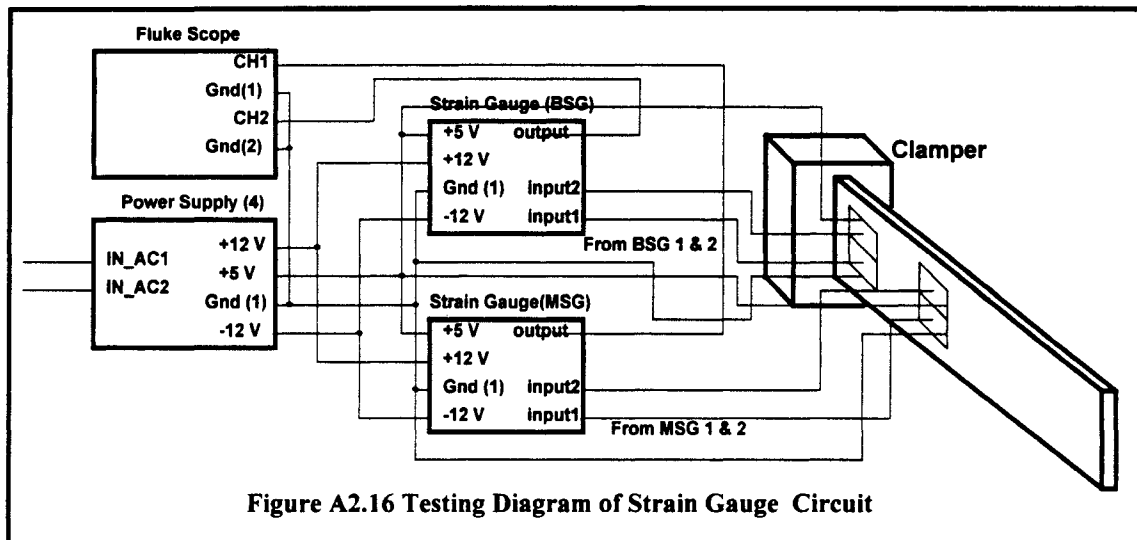 Fluke Scope
CH1
Gnd(1)
CH2
Gnd(2)
Power Supply (4)
IN_AC1
IN_AC2
+12 V
+5 V
Gnd (1)
-12 V
Strain Gauge (BSG)
+5 V output
+12 V
Gnd (1) input2
-12 V input1
From BSG 1 & 2
Strain Gauge(MSG)
+5 V output
+12 V
Gnd (1) input2
-12 V input1
From MSG 1 & 2
Clamper
Figure A2.16 Testing Diagram of Strain Gauge Circuit